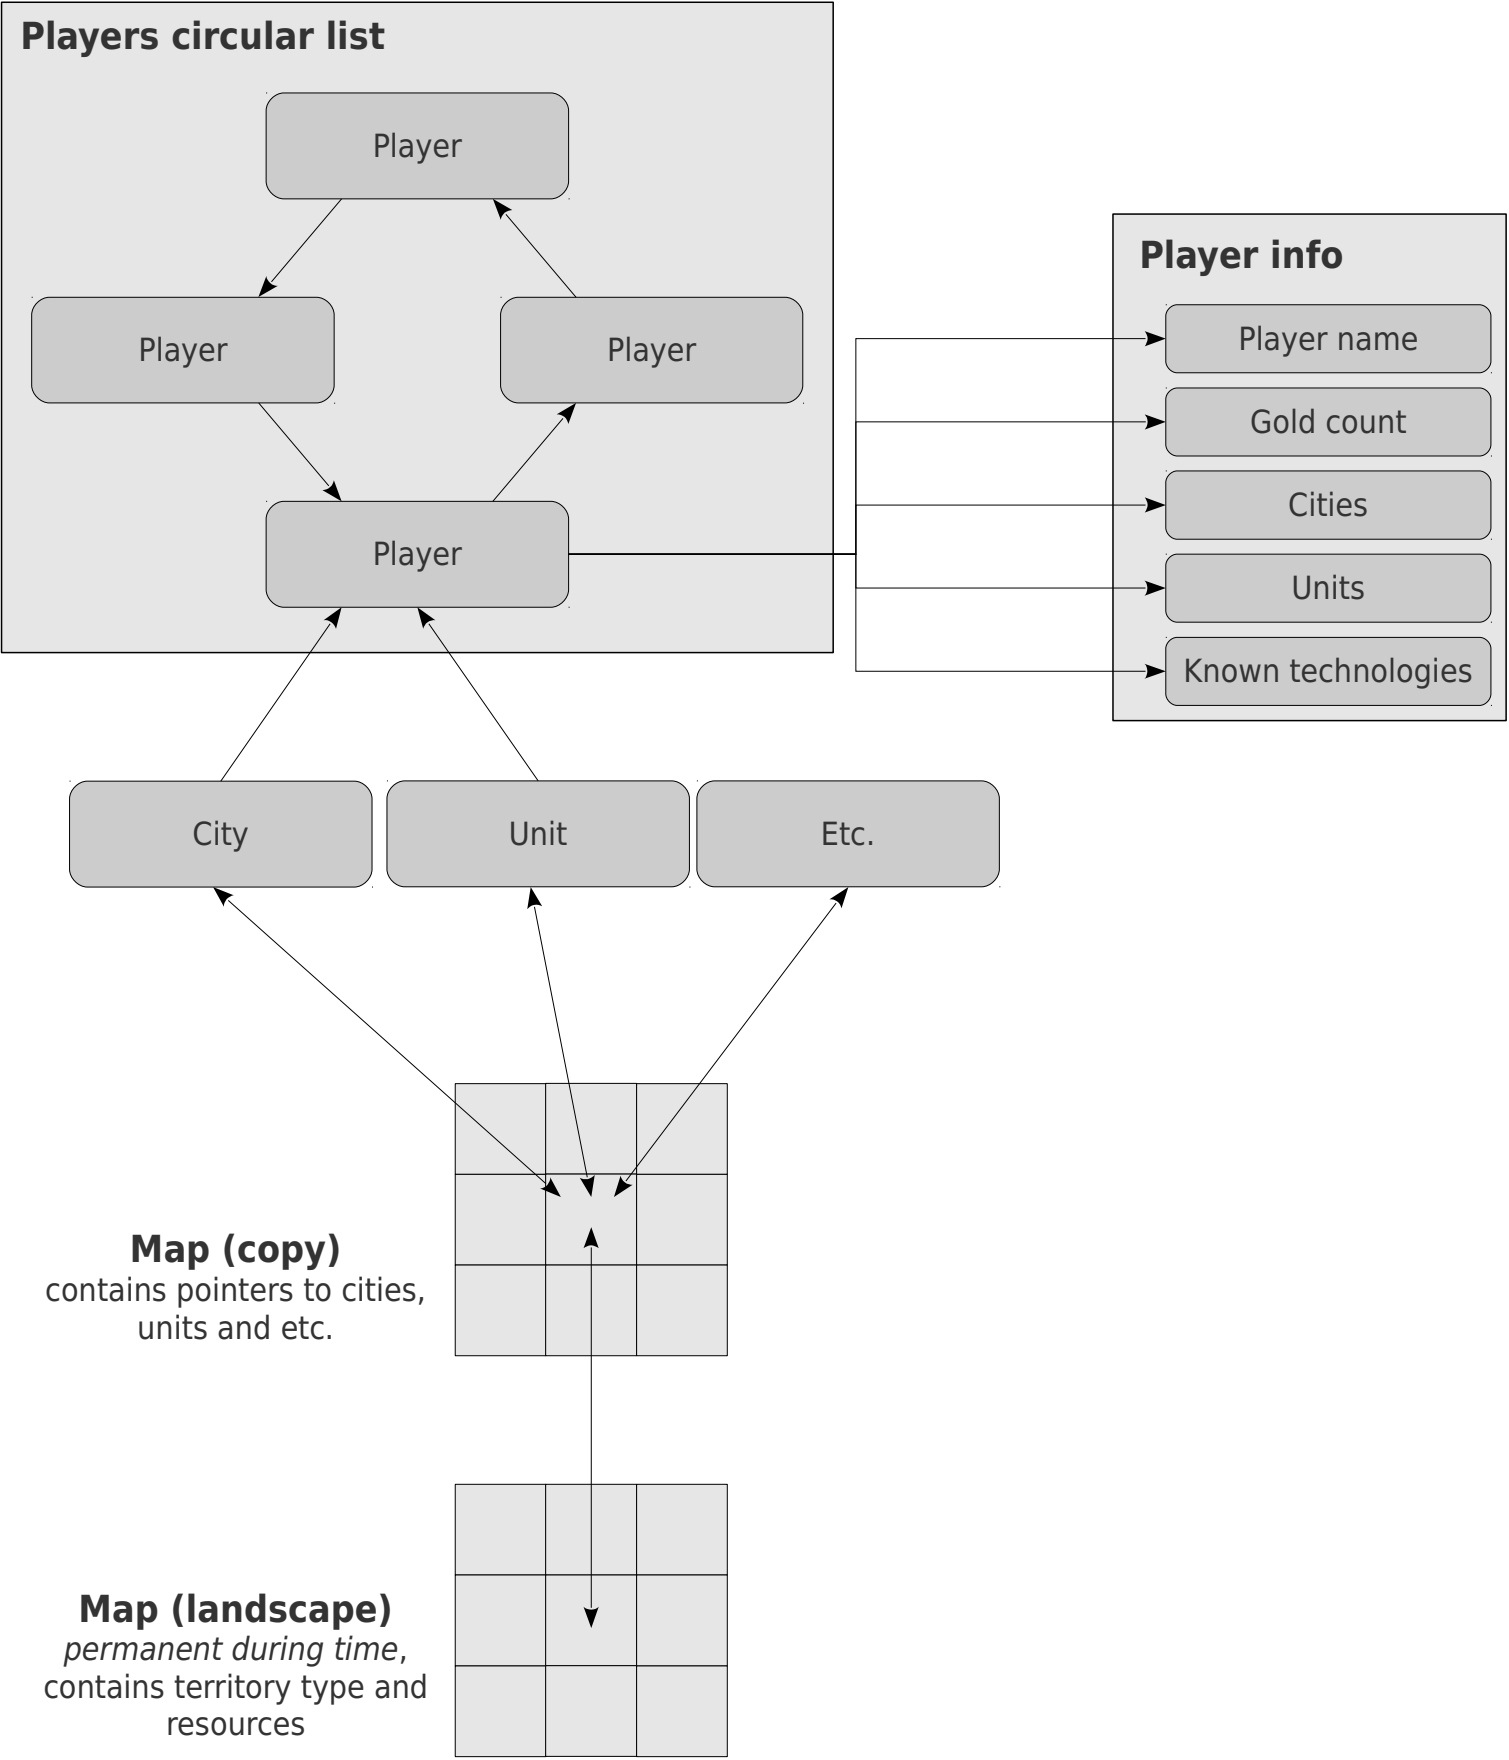 Players circular list
Player
Player
Player
Player
Player info
Player name
Gold count
Cities
Units
Known technologies
City
Unit
Etc.
Map (copy)
contains pointers to cities,
units and etc.
Map (landscape)
permanent during time,
contains territory type and
resources